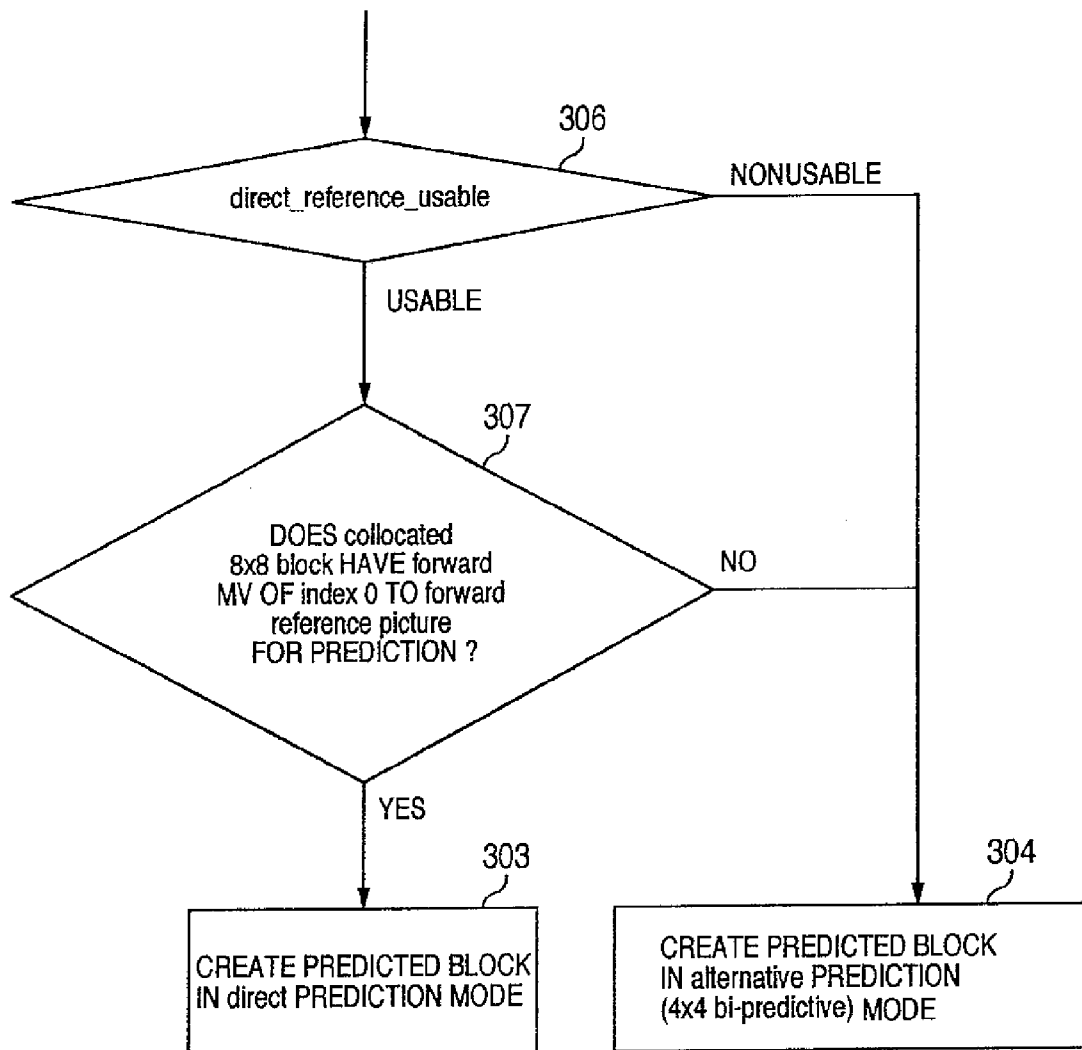 306
NONUSABLE
direct_reference_usable
USABLE
307
DOES collocated
8x8 block HAVE forward
MV OF index 0 TO forward
reference picture
FOR PREDICTION ?
NO
YES
303
304
CREATE PREDICTED BLOCK
IN direct PREDICTION MODE
CREATE PREDICTED BLOCK
IN alternative PREDICTION
(4x4 bi-predictive) MODE